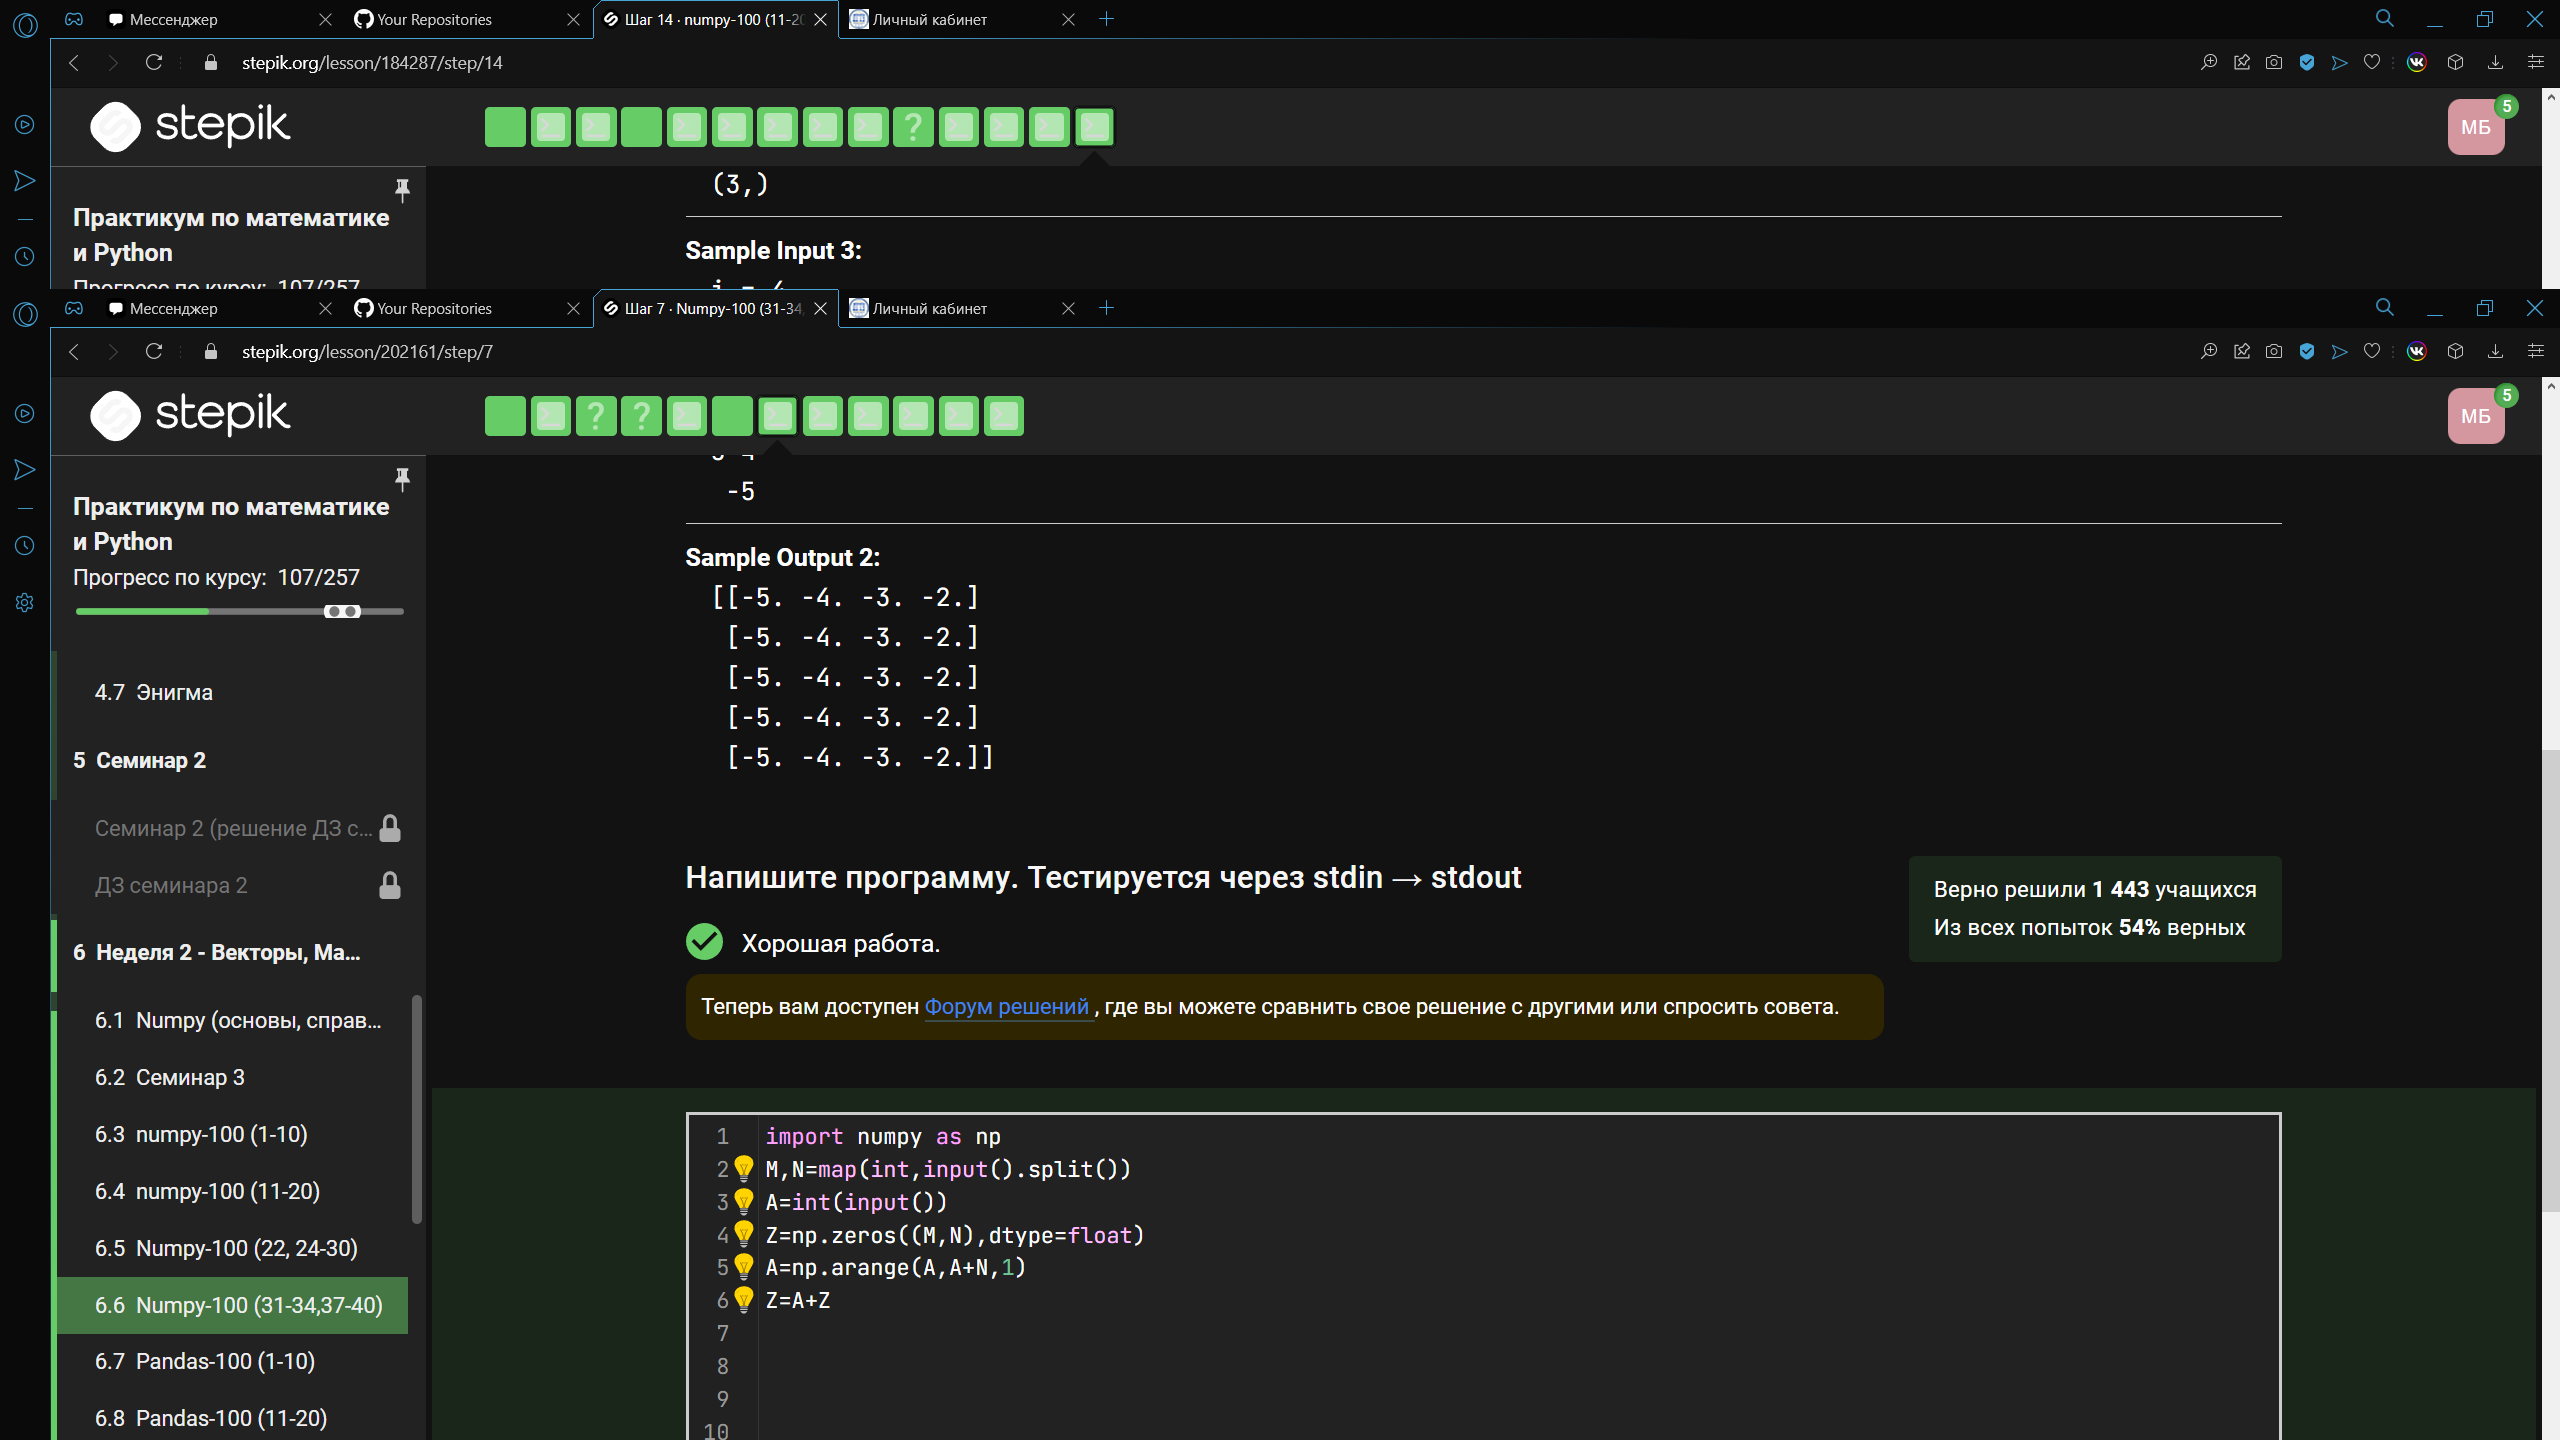 Мессенджер
Your Repositories
Шаг 14 · numpy-100 (11-20
Личный кабинет
stepik.org/lesson/184287/step/14
stepik
?
МБ
5
(3,)
Практикум по математике
и Python
Прогресс по курсу: 107/257
Sample Input 3:
i = 4
Мессенджер
Your Repositories
Шаг 7 · Numpy-100 (31-34,
Личный кабинет
stepik.org/lesson/202161/step/7
stepik
? ?
МБ
5
-5
Практикум по математике
и Python
Прогресс по курсу: 107/257
4.7 Энигма
5 Семинар 2
Семинар 2 (решение ДЗ с...
ДЗ семинара 2
6 Неделя 2 - Векторы, Ма...
6.1 Numpy (основы, справ...
6.2 Семинар 3
6.3 numpy-100 (1-10)
6.4 numpy-100 (11-20)
6.5 Numpy-100 (22, 24-30)
6.6 Numpy-100 (31-34,37-40)
6.7 Pandas-100 (1-10)
6.8 Pandas-100 (11-20)
Sample Output 2:
[[-5. -4. -3. -2.]
[-5. -4. -3. -2.]
[-5. -4. -3. -2.]
[-5. -4. -3. -2.]
[-5. -4. -3. -2.]]
Напишите программу. Тестируется через stdin → stdout
Верно решили 1 443 учащихся
Из всех попыток 54% верных
Хорошая работа.
Теперь вам доступен Форум решений , где вы можете сравнить свое решение с другими или спросить совета.
1 import numpy as np
2 M,N=map(int,input().split())
3 A=int(input())
4 Z=np.zeros((M,N),dtype=float)
5 A=np.arange(A,A+N,1)
6 Z=A+Z
7
8
9
10